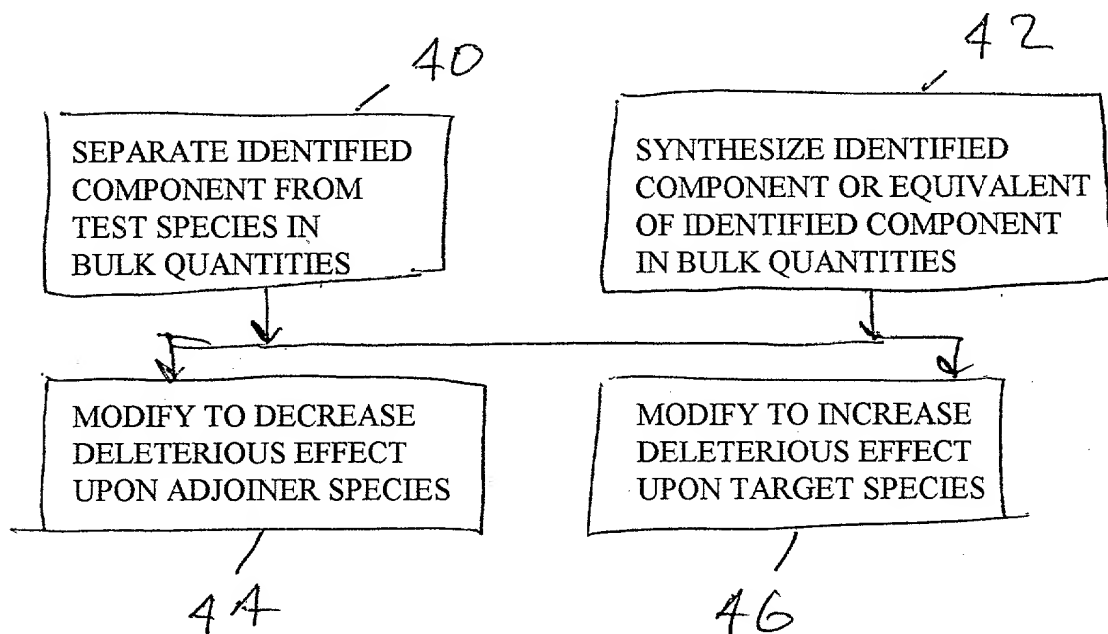 40
42
SEPARATE IDENTIFIED
COMPONENT FROM
TEST SPECIES IN
BULK QUANTITIES
SYNTHESIZE IDENTIFIED
COMPONENT OR EQUIVALENT
OF IDENTIFIED COMPONENT
IN BULK QUANTITIES
MODIFY TO DECREASE
DELETERIOUS EFFECT
UPON ADJOINER SPECIES
MODIFY TO INCREASE
DELETERIOUS EFFECT
UPON TARGET SPECIES
44
46